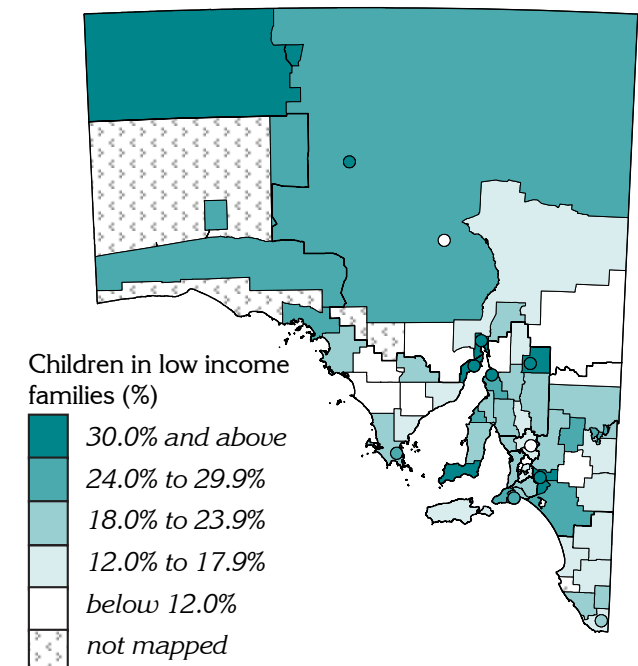 Children in low income
families (%)
30.0% and above
24.0% to 29.9%
18.0% to 23.9%
12.0% to 17.9%
below 12.0%
not mapped